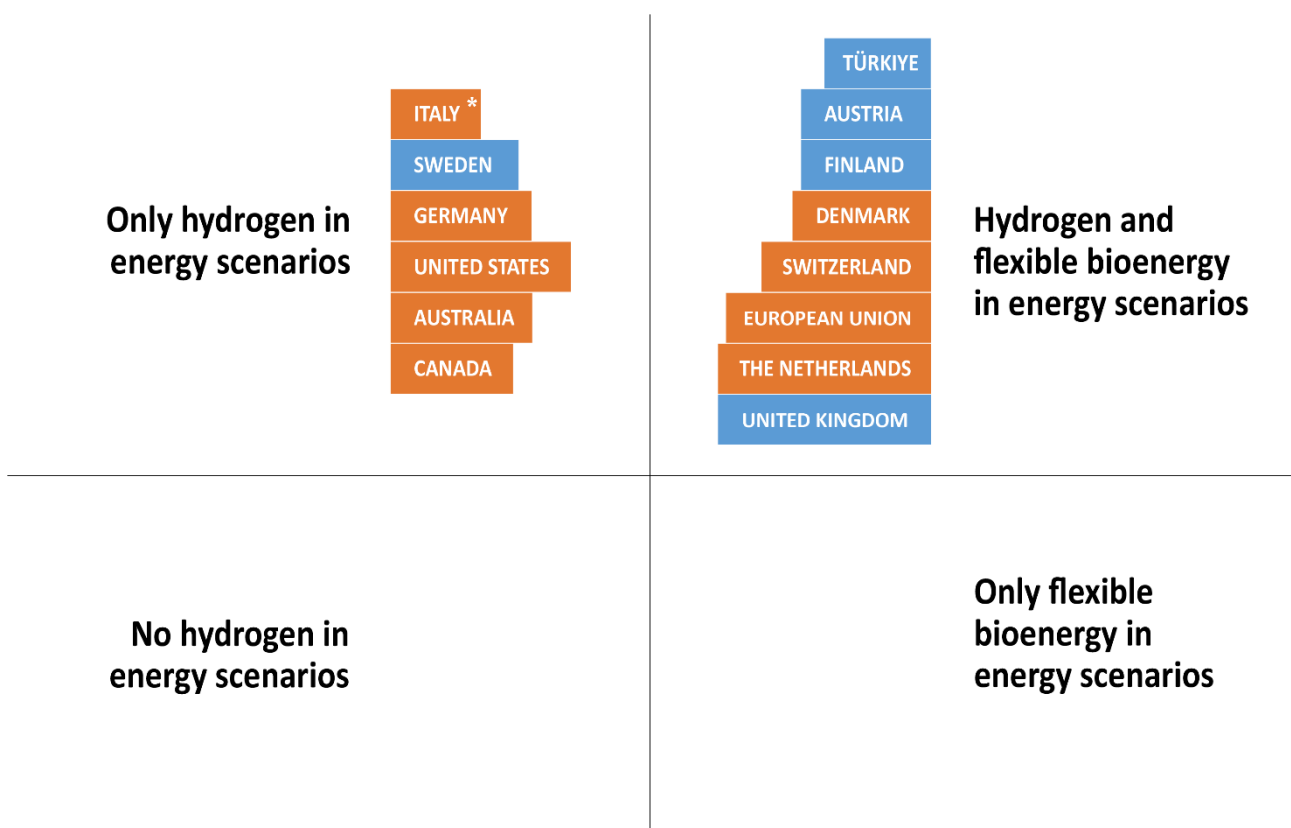 Only hydrogen in
energy scenarios
ITALY *
SWEDEN
GERMANY
UNITED STATES
AUSTRALIA
CANADA
TÜRKIYE
AUSTRIA
FINLAND
DENMARK
SWITZERLAND
EUROPEAN UNION
THE NETHERLANDS
UNITED KINGDOM
Hydrogen and
flexible bioenergy
in energy scenarios
No hydrogen in
energy scenarios
Only flexible
bioenergy in
energy scenarios